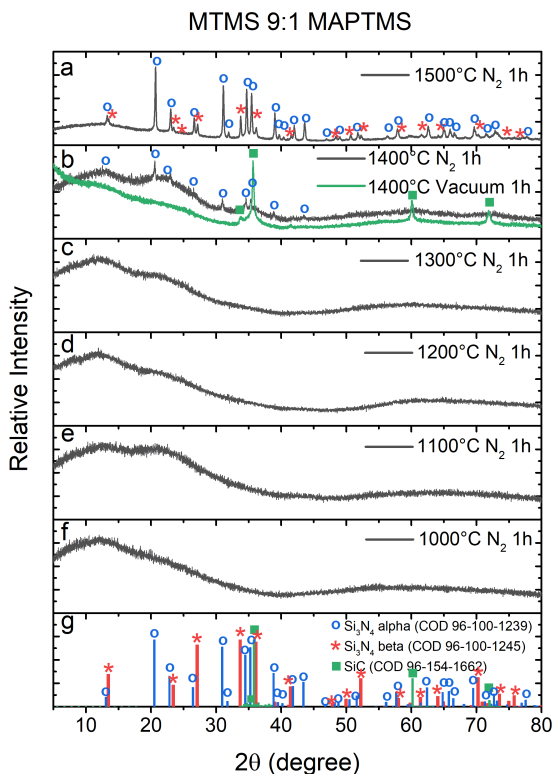 MTMS 9:1 MAPTMS
a
1500°C N₂ 1h
b
1400°C N₂ 1h
1400°C Vacuum 1h
c
1300°C N₂ 1h
d
1200°C N₂ 1h
e
1100°C N₂ 1h
f
1000°C N₂ 1h
g
Si₃N₄ alpha (COD 96-100-1239)
Si₃N₄ beta (COD 96-100-1245)
SiC (COD 96-154-1662)
Relative Intensity
10 20 30 40 50 60 70 80
2θ (degree)